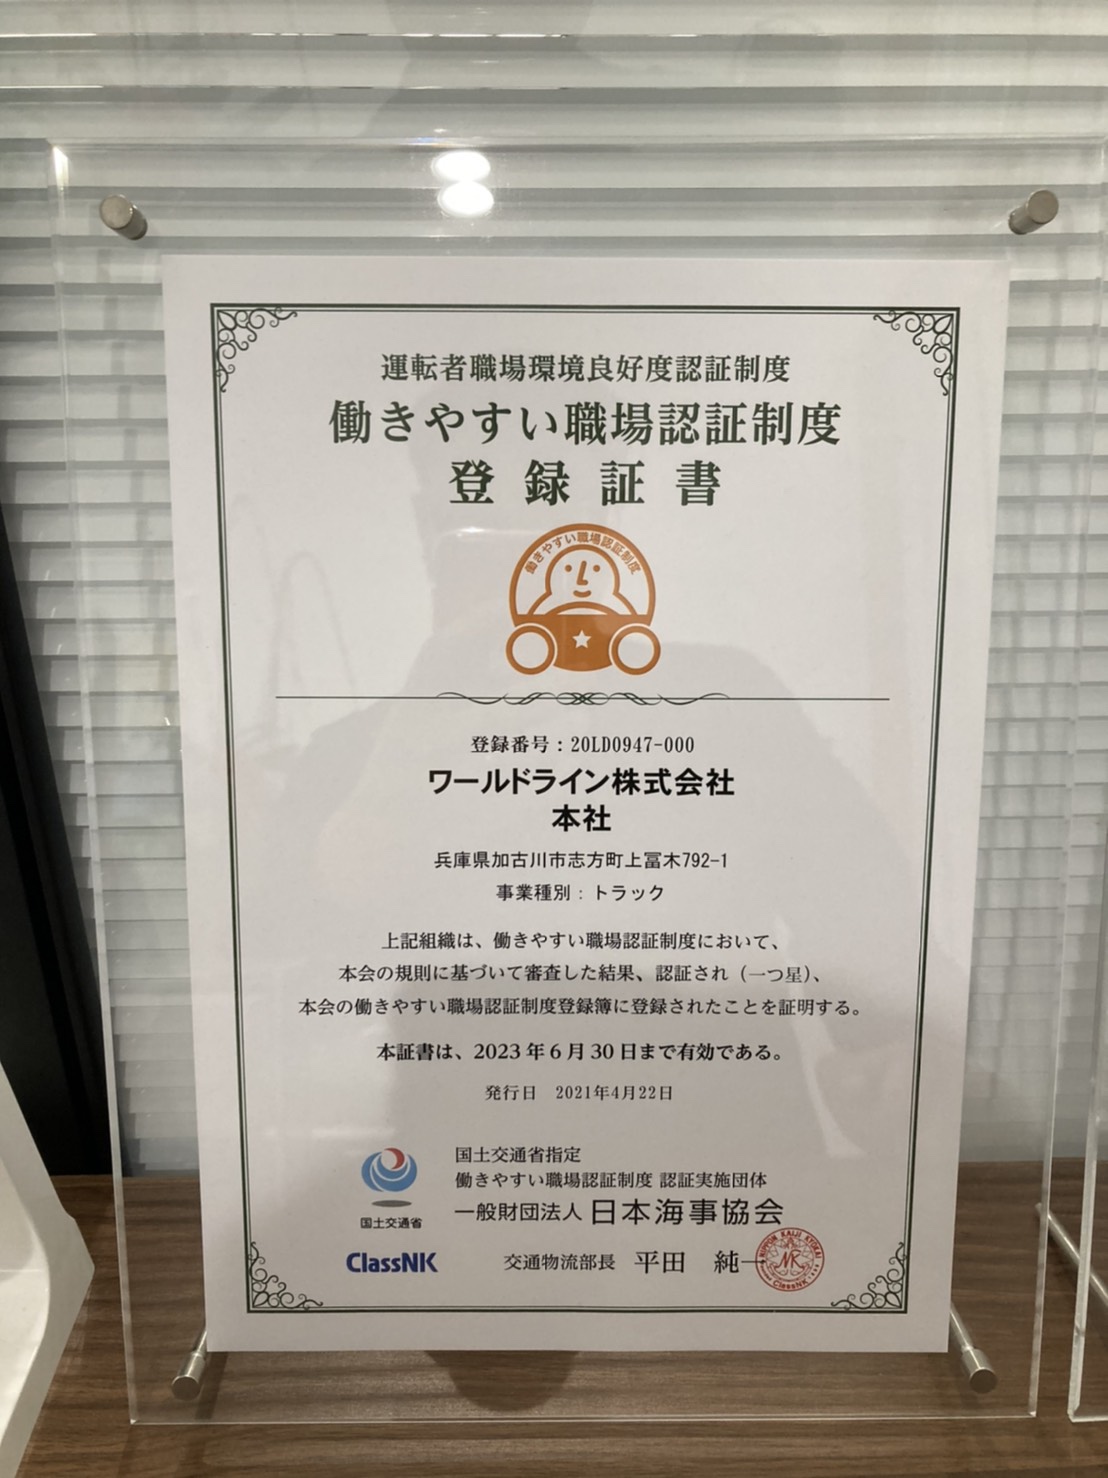 運転者職場環境良好度認証制度
働きやすい職場認証制度
登録証書
働きやすい職場認証制度
登録番号：20LD0947-000
ワールドライン株式会社
本社
兵庫県加古川市志方町上冨木792-1
事業種別：トラック
上記組織は、働きやすい職場認証制度において、
本会の規則に基づいて審査した結果、認証され（一つ星）、
本会の働きやすい職場認証制度登録簿に登録されたことを証明する。
本証書は、2023年6月30日まで有効である。
発行日 2021年4月22日
国土交通省
国土交通省指定
働きやすい職場認証制度 認証実施団体
一般財団法人 日本海事協会
ClassNK
交通物流部長 平田 純一
NIPPON KAIJI KYOKAI
NK
ClassNK